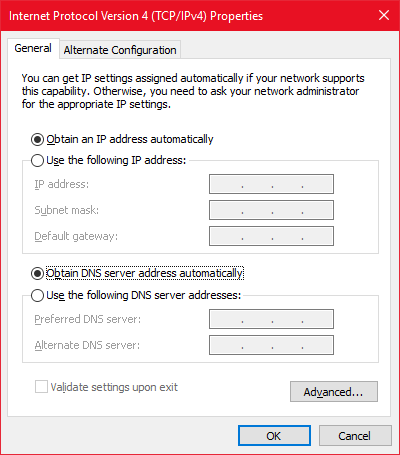 Internet Protocol Version 4 (TCP/IPv4) Properties
General
Alternate Configuration
You can get IP settings assigned automatically if your network supports
this capability. Otherwise, you need to ask your network administrator
for the appropriate IP settings.
Obtain an IP address automatically
Use the following IP address:
IP address:
Subnet mask:
Default gateway:
Obtain DNS server address automatically
Use the following DNS server addresses:
Preferred DNS server:
Alternate DNS server:
Validate settings upon exit
Advanced...
OK
Cancel